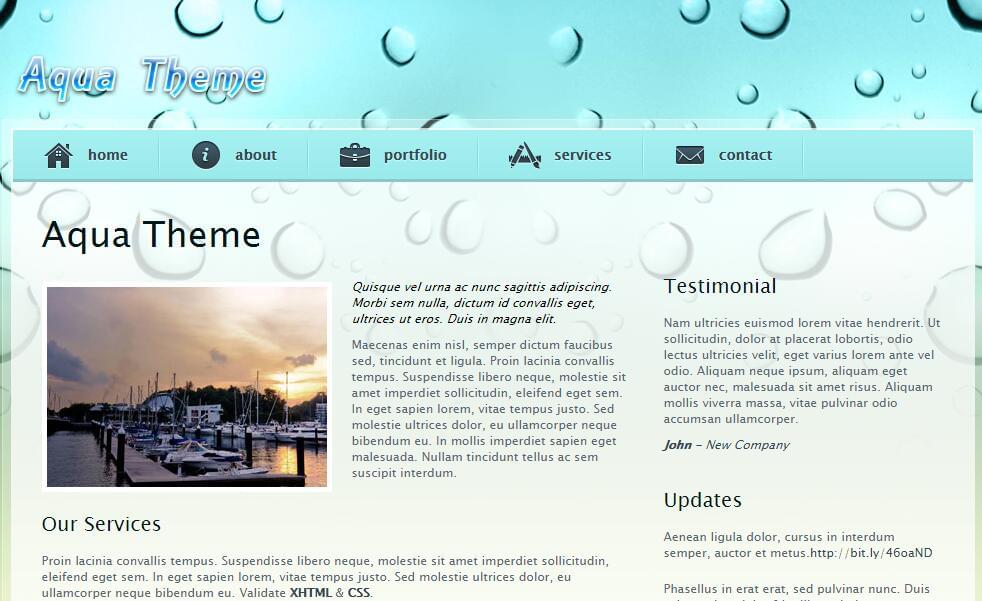 Aqua Theme
home
about
portfolio
services
contact
Aqua Theme
Quisque vel urna ac nunc sagittis adipiscing.
Morbi sem nulla, dictum id convallis eget,
ultrices ut eros. Duis in magna elit.
Maecenas enim nisl, semper dictum faucibus
sed, tincidunt et ligula. Proin lacinia convallis
tempus. Suspendisse libero neque, molestie sit
amet imperdiet sollicitudin, eleifend eget sem.
In eget sapien lorem, vitae tempus justo. Sed
molestie ultrices dolor, eu ullamcorper neque
bibendum eu. In mollis imperdiet sapien eget
malesuada. Nullam tincidunt tellus ac sem
suscipit interdum.
Our Services
Proin lacinia convallis tempus. Suspendisse libero neque, molestie sit amet imperdiet sollicitudin,
eleifend eget sem. In eget sapien lorem, vitae tempus justo. Sed molestie ultrices dolor, eu
ullamcorper neque bibendum eu. Validate XHTML & CSS.
Testimonial
Nam ultricies euismod lorem vitae hendrerit. Ut
sollicitudin, dolor at placerat lobortis, odio
lectus ultricies velit, eget varius lorem ante vel
odio. Aliquam neque ipsum, aliquam eget
auctor nec, malesuada sit amet risus. Aliquam
mollis viverra massa, vitae pulvinar odio
accumsan ullamcorper.
John - New Company
Updates
Aenean ligula dolor, cursus in interdum
semper, auctor et metus.http://bit.ly/46oaND
Phasellus in erat erat, sed pulvinar nunc. Duis